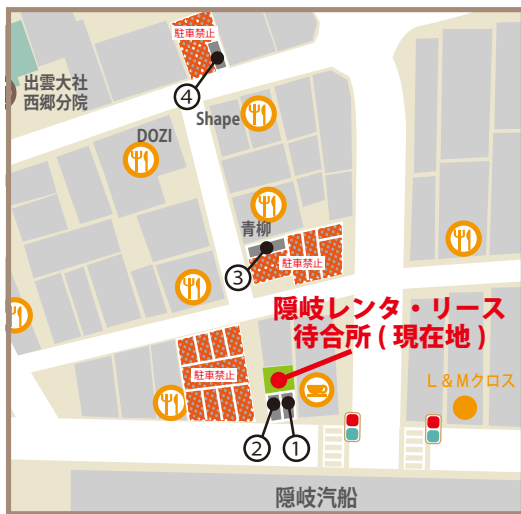 駐車禁止
出雲大社
西郷分院
④
Shape
DOZI
青柳
③
駐車禁止
隠岐レンタ・リース
待合所 ( 現在地 )
駐車禁止
L & Mクロス
② ①
隠岐汽船